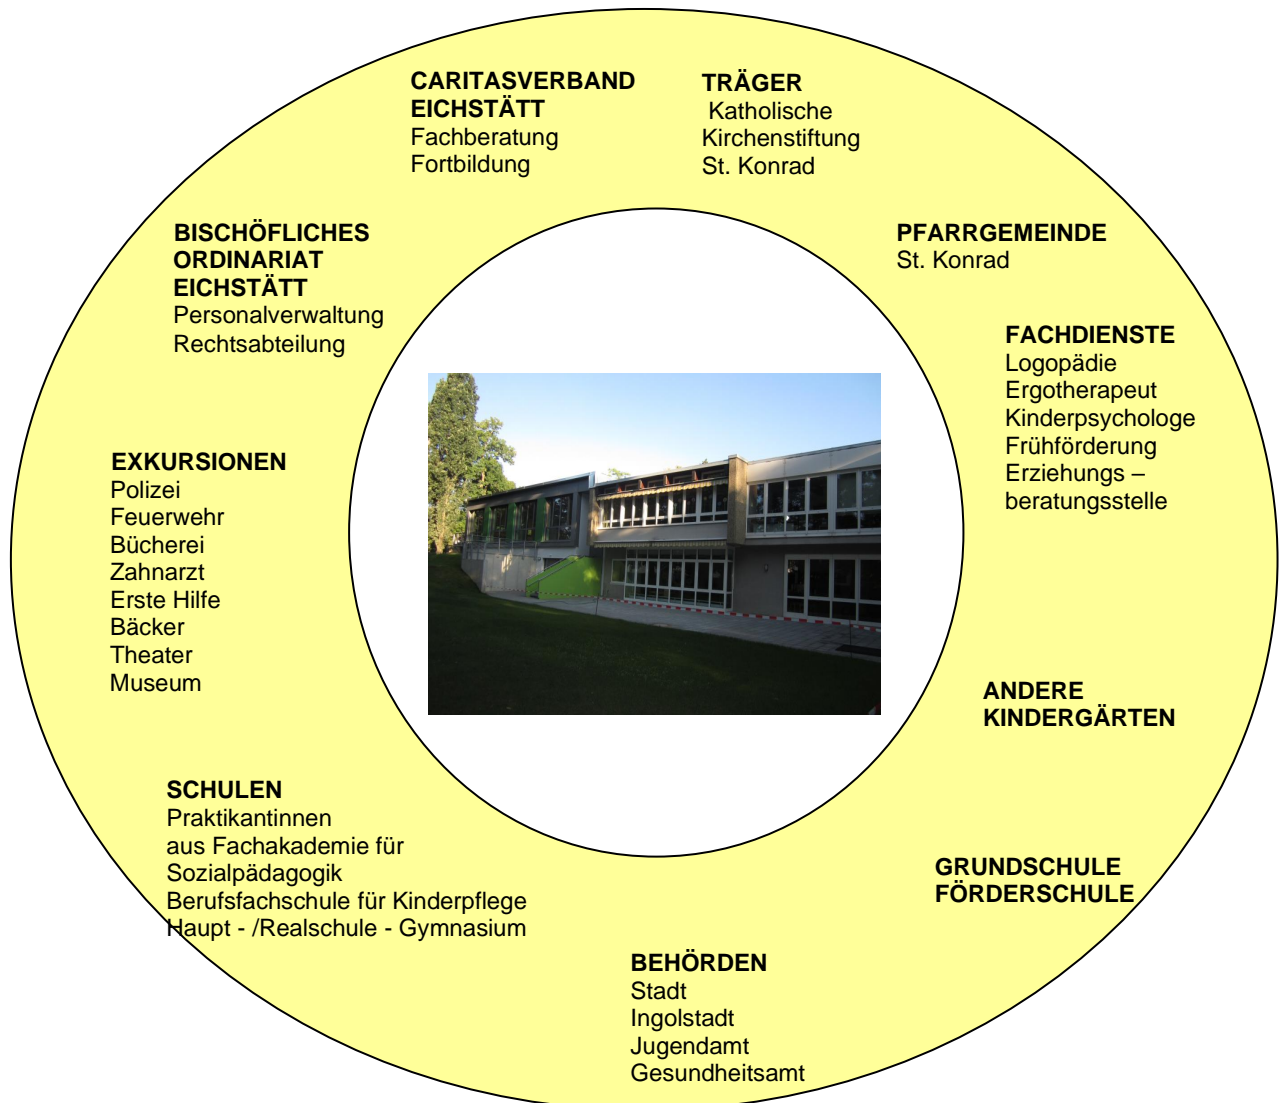 CARITASVERBAND
EICHSTÄTT
Fachberatung
Fortbildung
TRÄGER
Katholische
Kirchenstiftung
St. Konrad
BISCHÖFLICHES
ORDINARIAT
EICHSTÄTT
Personalverwaltung
Rechtsabteilung
PFARRGEMEINDE
St. Konrad
FACHDIENSTE
Logopädie
Ergotherapeut
Kinderpsychologe
Frühförderung
Erziehungs –
beratungsstelle
EXKURSIONEN
Polizei
Feuerwehr
Bücherei
Zahnarzt
Erste Hilfe
Bäcker
Theater
Museum
ANDERE
KINDERGÄRTEN
SCHULEN
Praktikantinnen
aus Fachakademie für
Sozialpädagogik
Berufsfachschule für Kinderpflege
Haupt - /Realschule - Gymnasium
GRUNDSCHULE
FÖRDERSCHULE
BEHÖRDEN
Stadt
Ingolstadt
Jugendamt
Gesundheitsamt